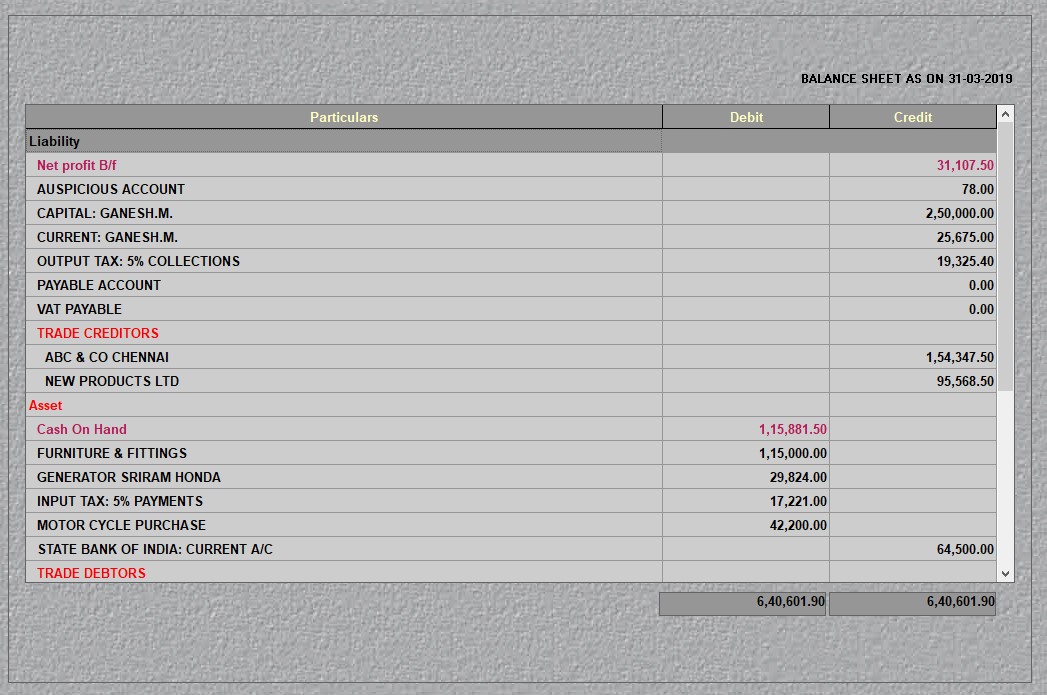 BALANCE SHEET AS ON 31-03-2019
Particulars Debit Credit
Liability
Net profit B/f 31,107.50
AUSPICIOUS ACCOUNT 78.00
CAPITAL: GANESH.M. 2,50,000.00
CURRENT: GANESH.M. 25,675.00
OUTPUT TAX: 5% COLLECTIONS 19,325.40
PAYABLE ACCOUNT 0.00
VAT PAYABLE 0.00
TRADE CREDITORS
ABC & CO CHENNAI 1,54,347.50
NEW PRODUCTS LTD 95,568.50
Asset
Cash On Hand 1,15,881.50
FURNITURE & FITTINGS 1,15,000.00
GENERATOR SRIRAM HONDA 29,824.00
INPUT TAX: 5% PAYMENTS 17,221.00
MOTOR CYCLE PURCHASE 42,200.00
STATE BANK OF INDIA: CURRENT A/C 64,500.00
TRADE DEBTORS
6,40,601.90 6,40,601.90